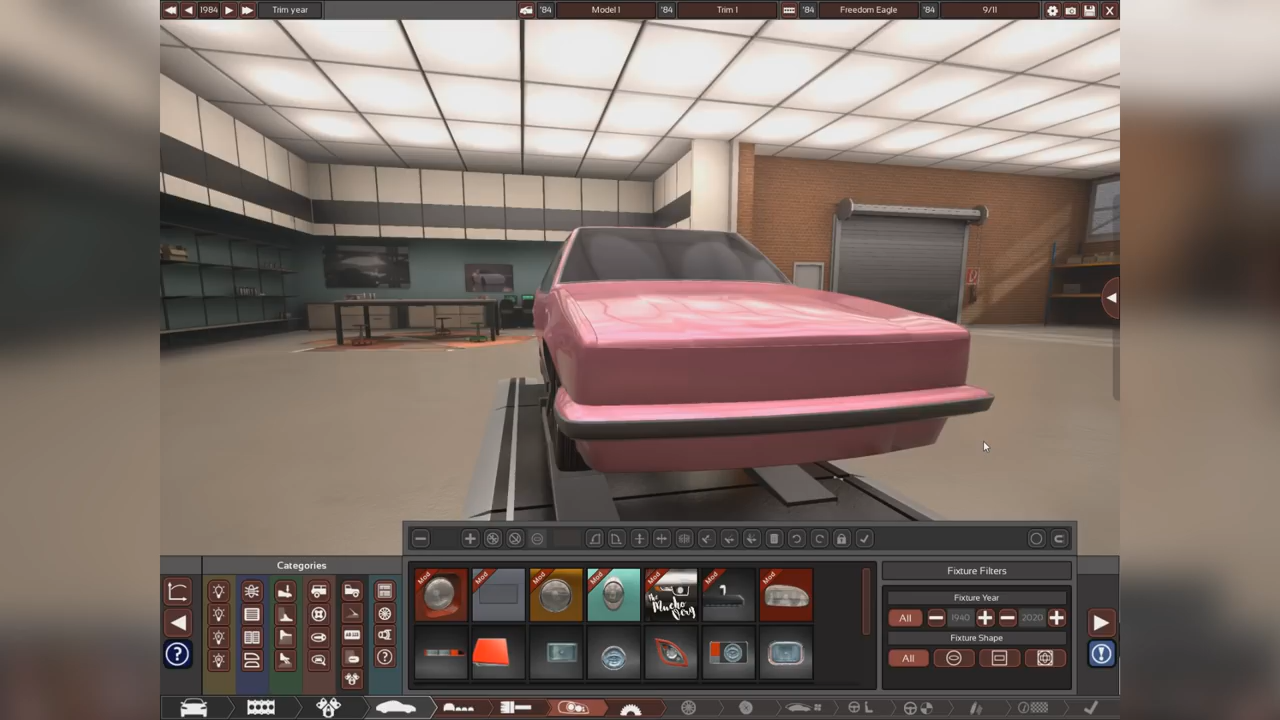 1984 Trim year '84 Model 1 '84 Trim 1 '84 Freedom Eagle '84 9/11
Categories
Mod Mod Mod Mod Mod Mod Mod
The Mucho Sexy
Fixture Filters
Fixture Year
All 1940 2020
Fixture Shape
All